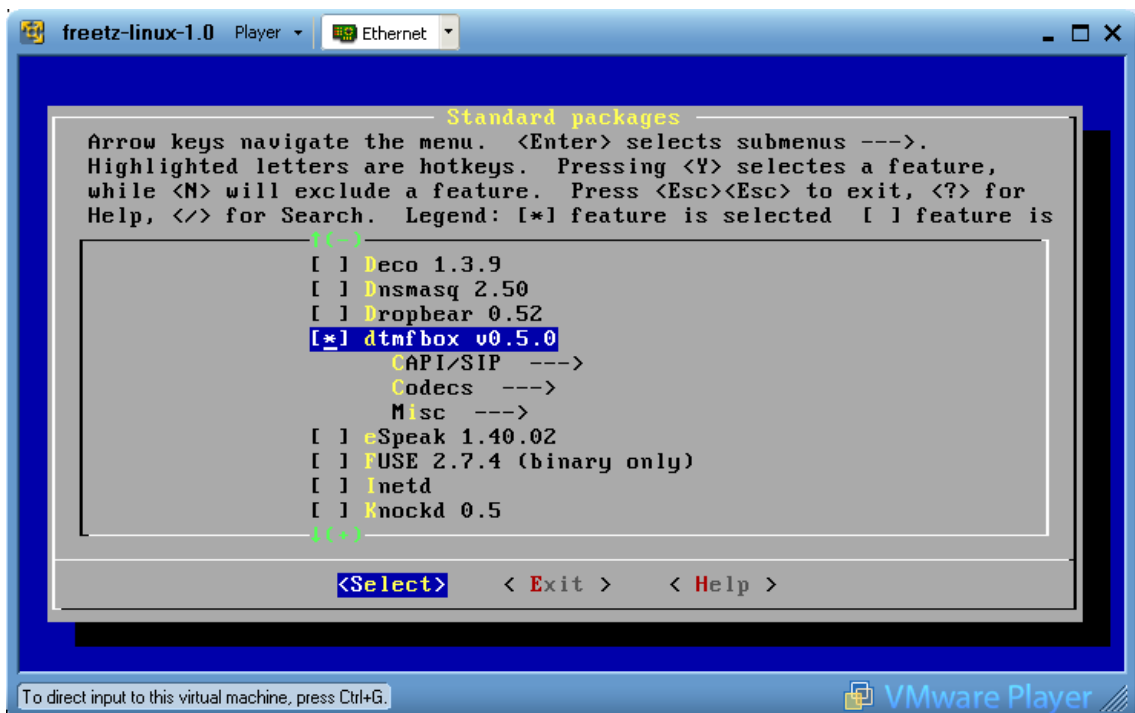 freetz-linux-1.0 Player Ethernet
Standard packages
Arrow keys navigate the menu. <Enter> selects submenus --->.
Highlighted letters are hotkeys. Pressing <Y> selectes a feature,
while <N> will exclude a feature. Press <Esc><Esc> to exit, <?> for
Help, </> for Search. Legend: [*] feature is selected [ ] feature is
↑(-)
[ ] Deco 1.3.9
[ ] Dnsmasq 2.50
[ ] Dropbear 0.52
[*] dtmfbox v0.5.0
CAPI/SIP --->
Codecs --->
Misc --->
[ ] eSpeak 1.40.02
[ ] FUSE 2.7.4 (binary only)
[ ] Inetd
[ ] Knockd 0.5
↓(+)
<Select> < Exit > < Help >
To direct input to this virtual machine, press Ctrl+G. VMware Player